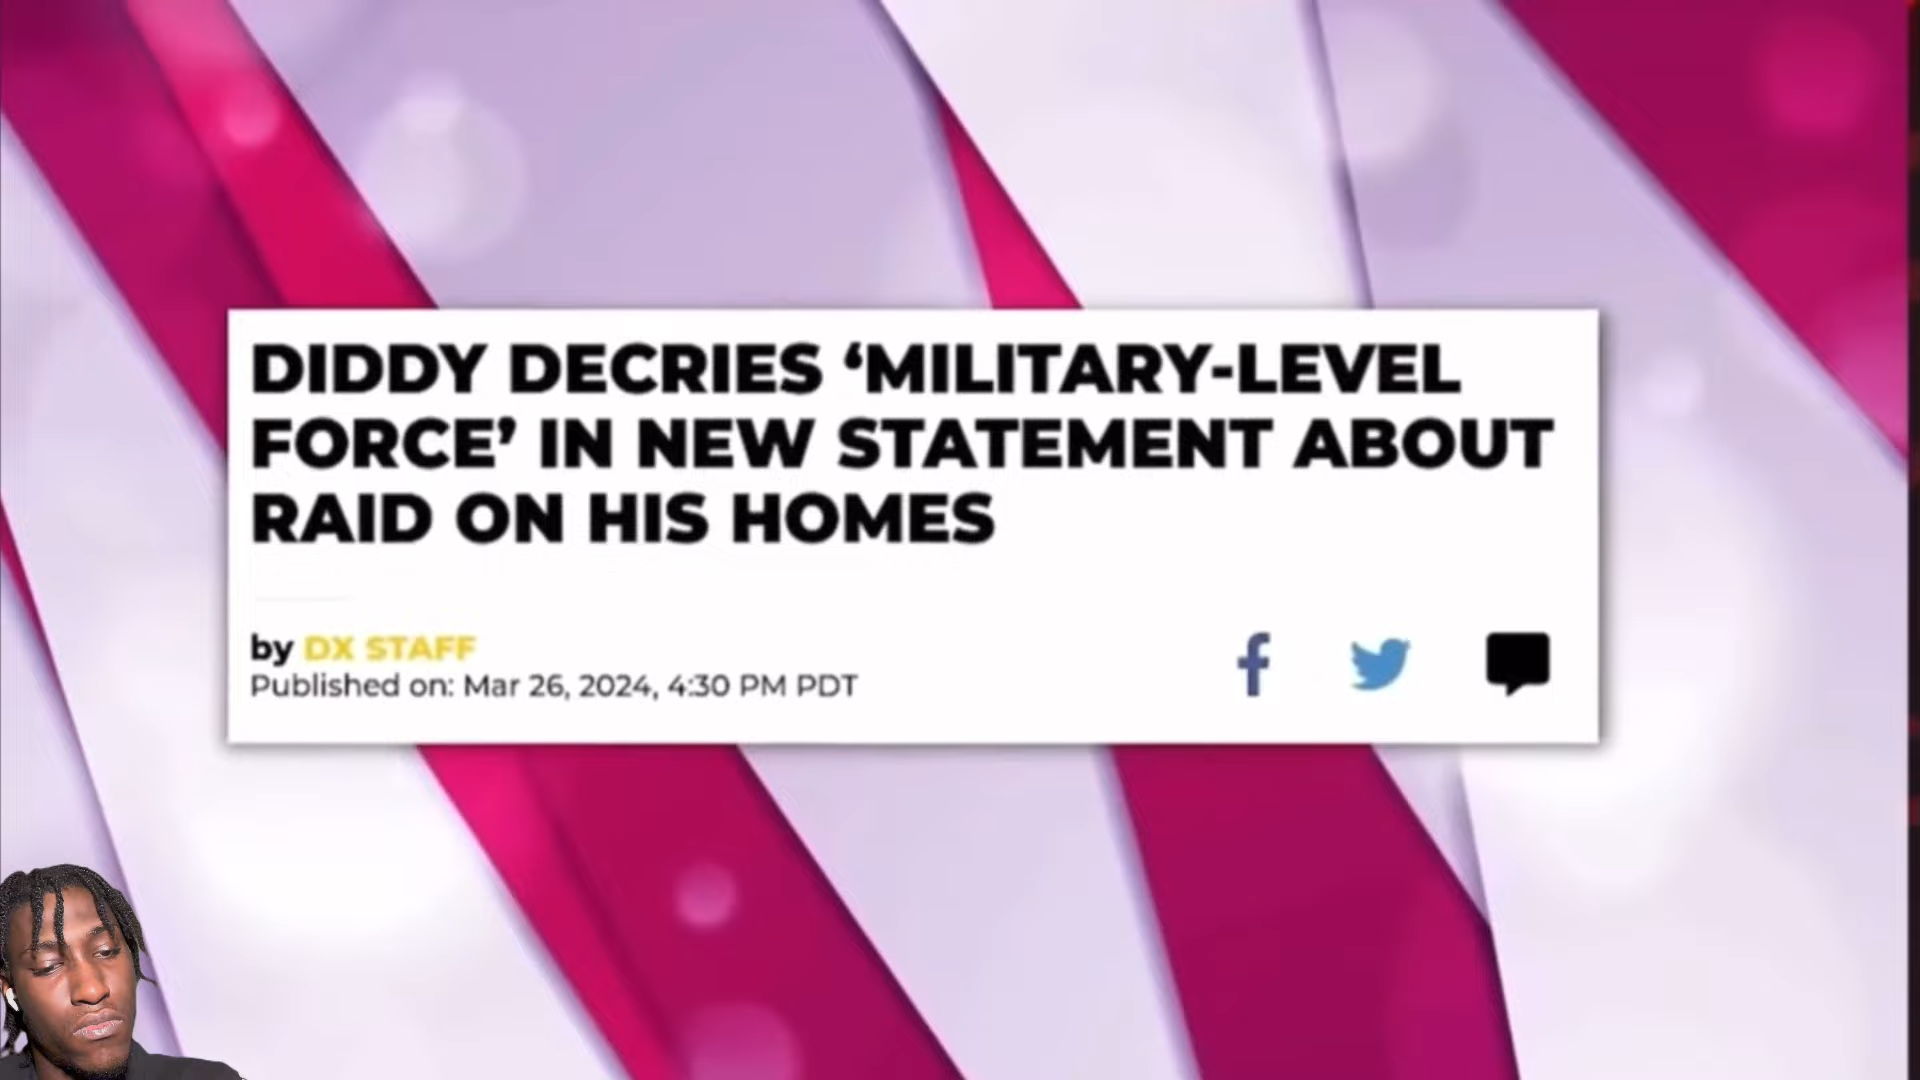 DIDDY DECRIES ‘MILITARY-LEVEL
FORCE’ IN NEW STATEMENT ABOUT
RAID ON HIS HOMES
by DX STAFF
Published on: Mar 26, 2024, 4:30 PM PDT